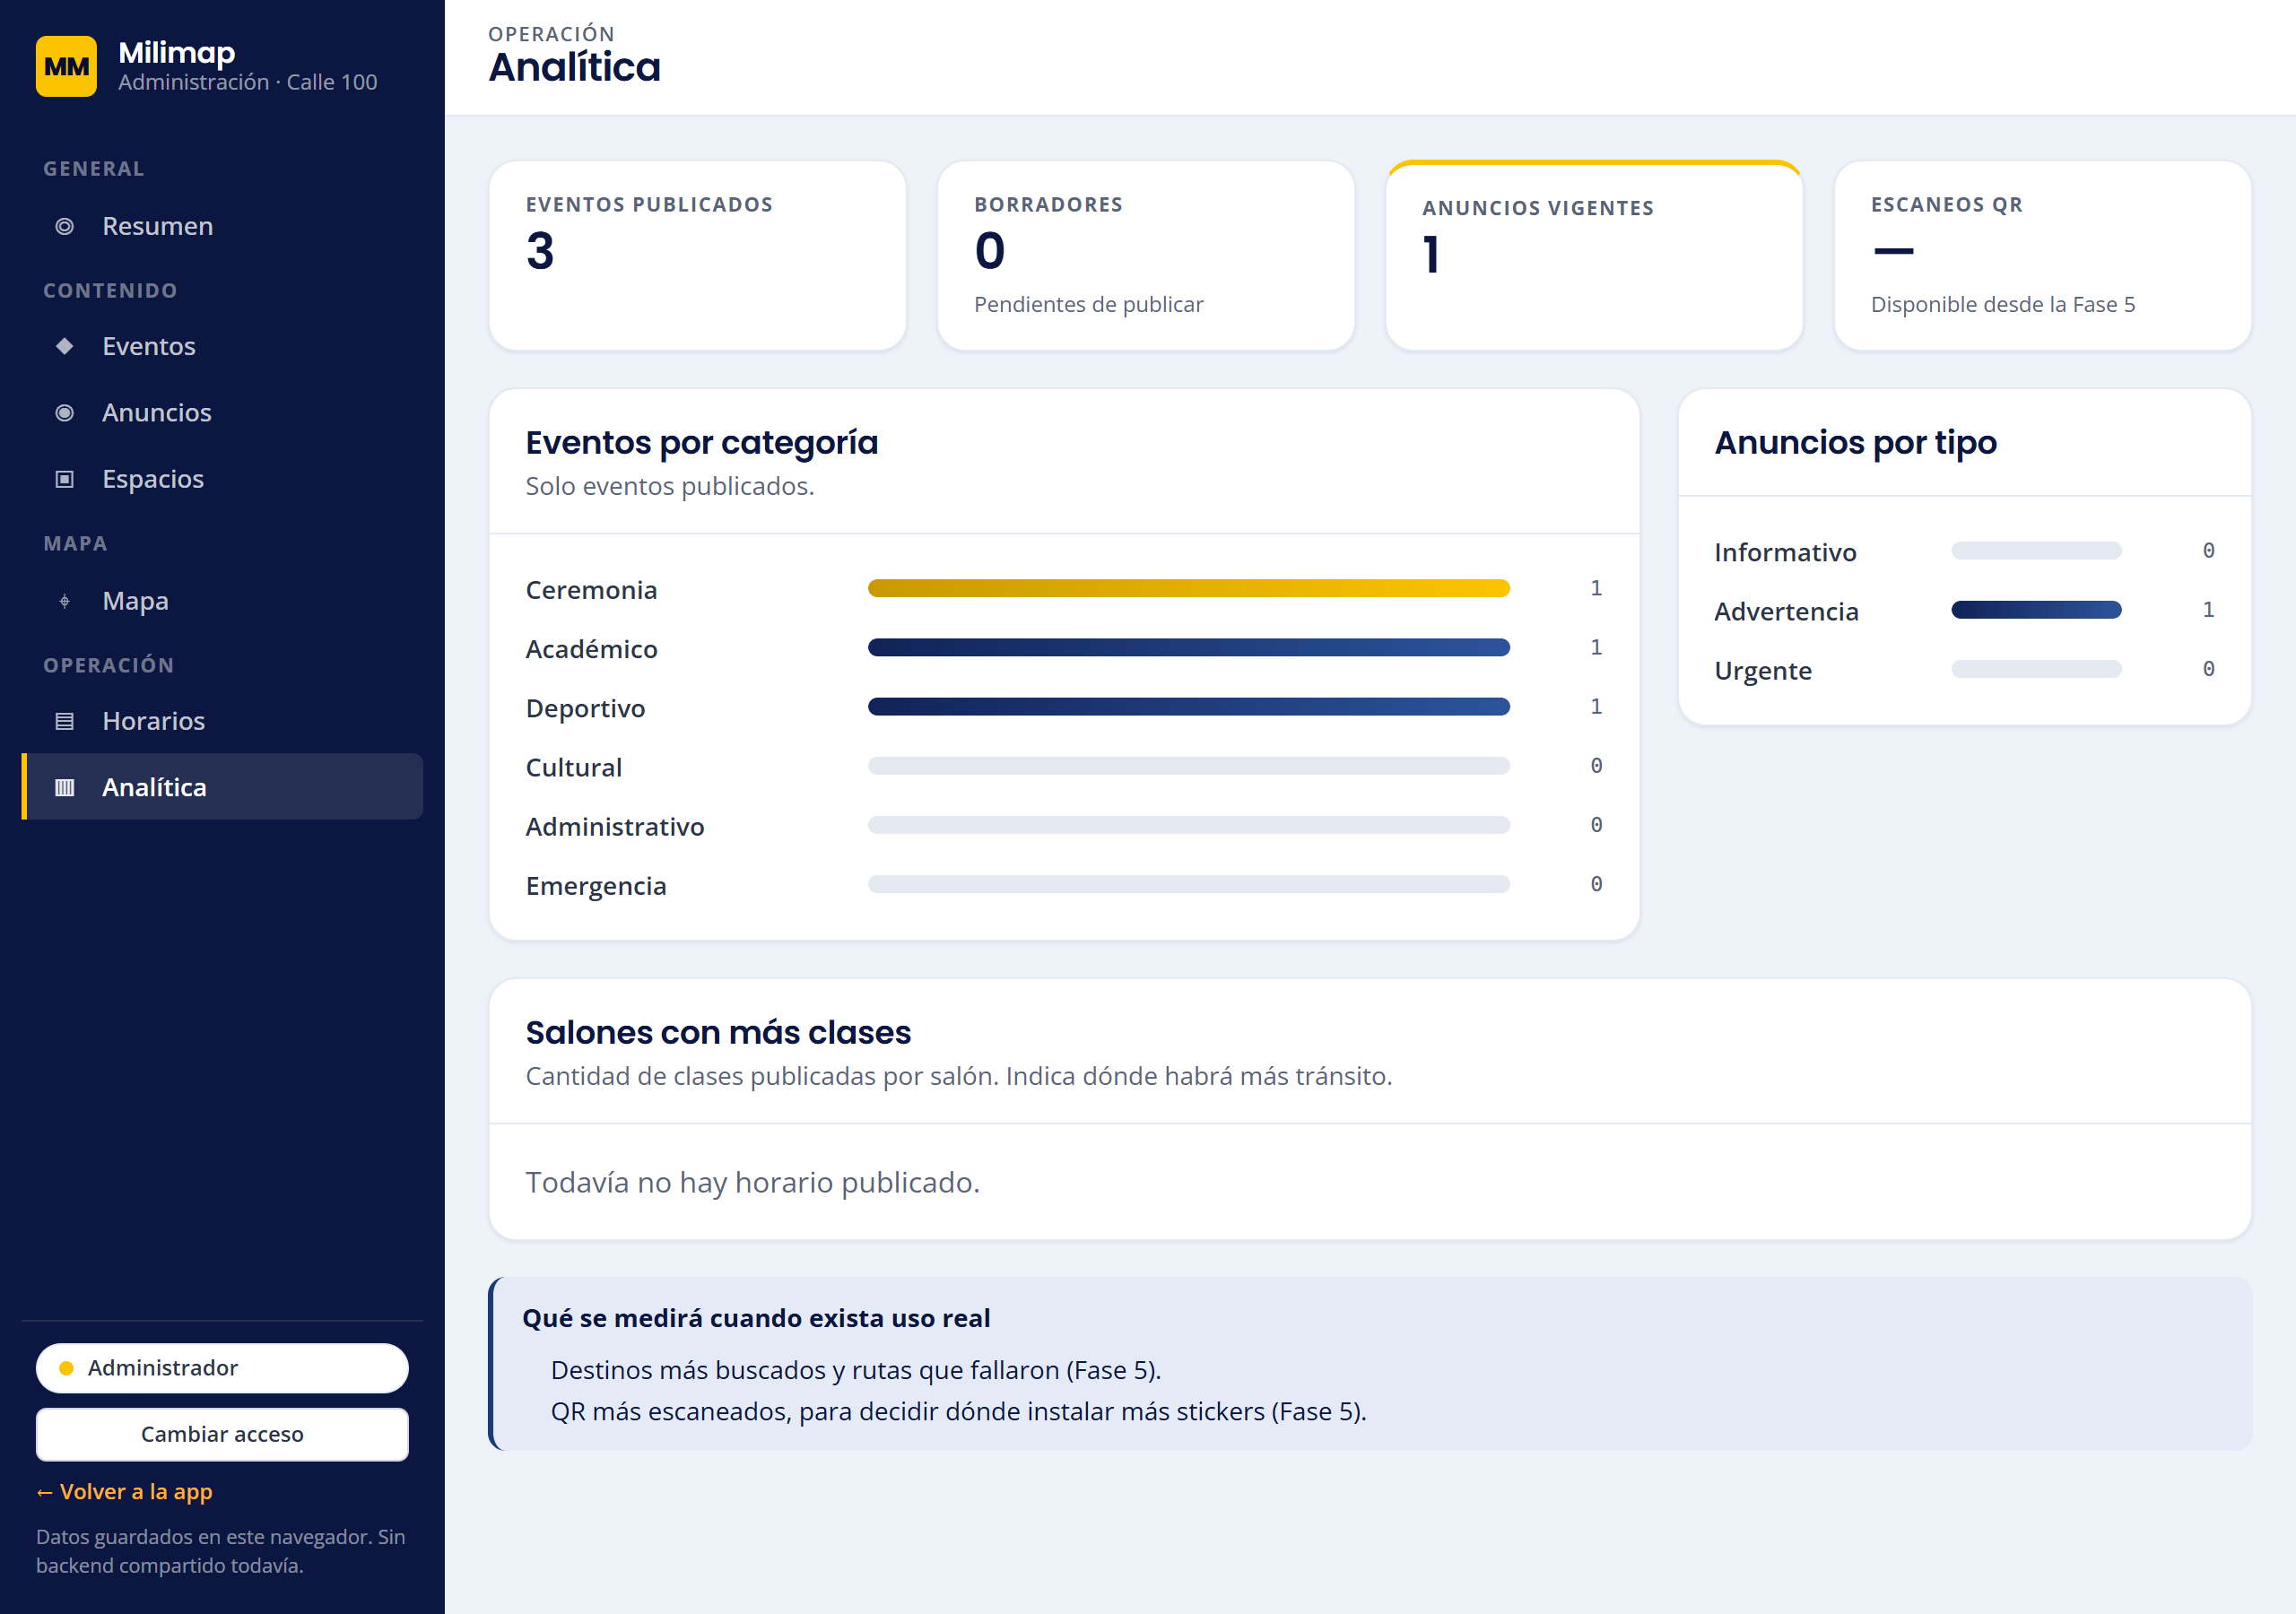 MM
Milimap
Administración · Calle 100
GENERAL
Resumen
CONTENIDO
Eventos
Anuncios
Espacios
MAPA
Mapa
OPERACIÓN
Horarios
Analítica
Administrador
Cambiar acceso
← Volver a la app
Datos guardados en este navegador. Sin
backend compartido todavía.
OPERACIÓN
Analítica
EVENTOS PUBLICADOS
3
BORRADORES
0
Pendientes de publicar
ANUNCIOS VIGENTES
1
ESCANEOS QR
—
Disponible desde la Fase 5
Eventos por categoría
Solo eventos publicados.
Ceremonia 1
Académico 1
Deportivo 1
Cultural 0
Administrativo 0
Emergencia 0
Anuncios por tipo
Informativo 0
Advertencia 1
Urgente 0
Salones con más clases
Cantidad de clases publicadas por salón. Indica dónde habrá más tránsito.
Todavía no hay horario publicado.
Qué se medirá cuando exista uso real
Destinos más buscados y rutas que fallaron (Fase 5).
QR más escaneados, para decidir dónde instalar más stickers (Fase 5).